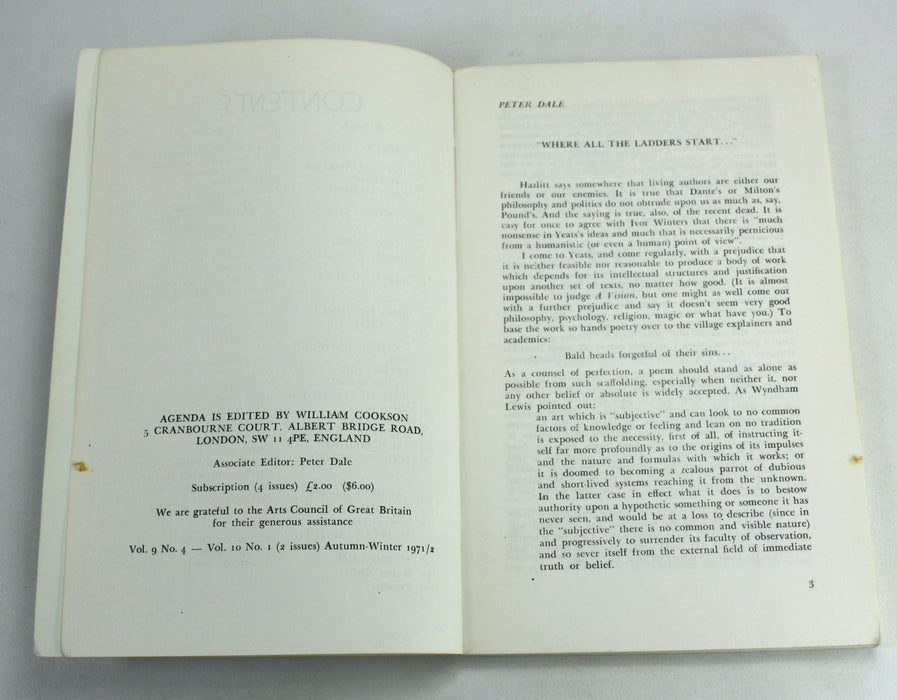 AGENDA IS EDITED BY WILLIAM COOKSON
5 CRANBOURNE COURT, ALBERT BRIDGE ROAD,
LONDON, SW 11 4PE, ENGLAND
Associate Editor: Peter Dale
Subscription (4 issues) £2.00 ($6.00)
We are grateful to the Arts Council of Great Britain
for their generous assistance
Vol. 9 No. 4 — Vol. 10 No. 1 (2 issues) Autumn-Winter 1971/2
PETER DALE
"WHERE ALL THE LADDERS START..."
Hazlitt says somewhere that living authors are either our
friends or our enemies. It is true that Dante's or Milton's
philosophy and politics do not obtrude upon us as much as, say,
Pound's. And the saying is true, also, of the recent dead. It is
easy for once to agree with Ivor Winters that there is "much
nonsense in Yeats's ideas and much that is necessarily pernicious
from a humanistic (or even a human) point of view".
I come to Yeats, and come regularly, with a prejudice that
it is neither feasible nor reasonable to produce a body of work
which depends for its intellectual structures and justification
upon another set of texts, no matter how good. (It is almost
impossible to judge A Vision, but one might as well come out
with a further prejudice and say it doesn't seem very good
philosophy, psychology, religion, magic or what have you.) To
base the work so hands poetry over to the village explainers and
academics:
Bald heads forgetful of their sins...
As a counsel of perfection, a poem should stand as alone as
possible from such scaffolding, especially when neither it, nor
any other belief or absolute is widely accepted. As Wyndham
Lewis pointed out:
an art which is "subjective" and can look to no common
factors of knowledge or feeling and lean on no tradition
is exposed to the necessity, first of all, of instructing it-
self far more profoundly as to the origins of its impulses
and the nature and formulas with which it works; or
it is doomed to becoming a zealous parrot of dubious
and short-lived systems reaching it from the unknown.
In the latter case in effect what it does is to bestow
authority upon a hypothetic something or someone it has
never seen, and would be at a loss to describe (since in
the "subjective" there is no common and visible nature)
and progressively to surrender its faculty of observation,
and so sever itself from the external field of immediate
truth or belief.
3